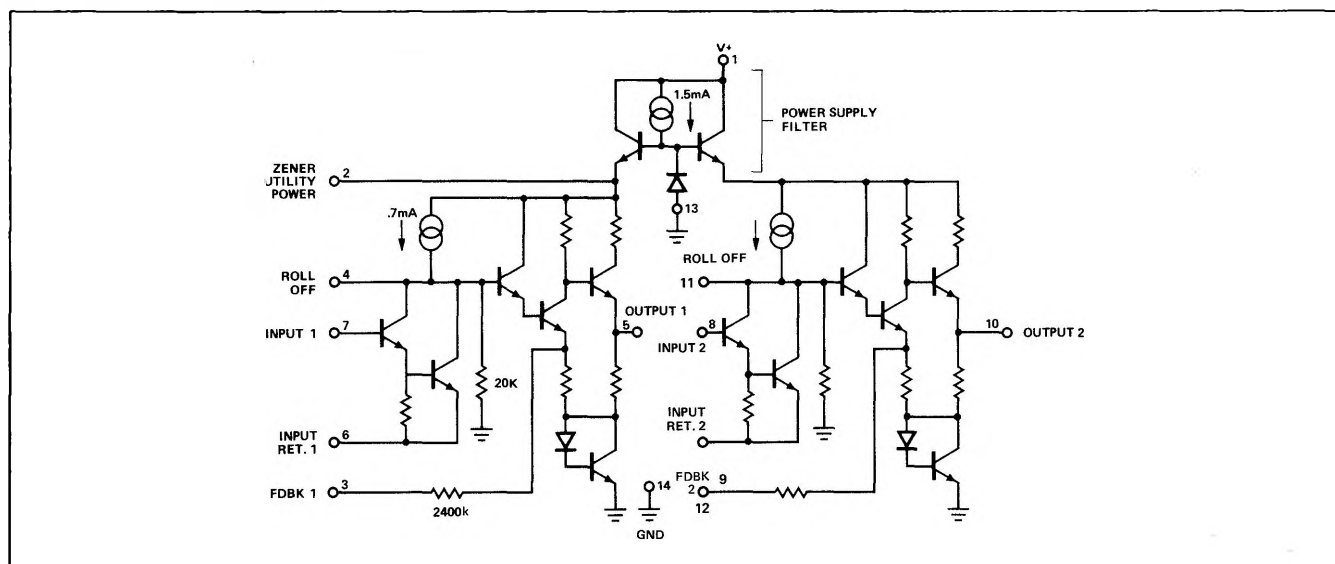 V+
1
1.5mA
POWER SUPPLY
FILTER
ZENER
UTILITY
POWER
2
13
.7mA
ROLL
OFF
4
ROLL OFF
11
INPUT 1
7
OUTPUT 1
5
INPUT 2
8
10
OUTPUT 2
20K
INPUT
RET. 1
6
INPUT
RET. 2
FDBK 1
3
2400k
14
GND
FDBK
2
9
12